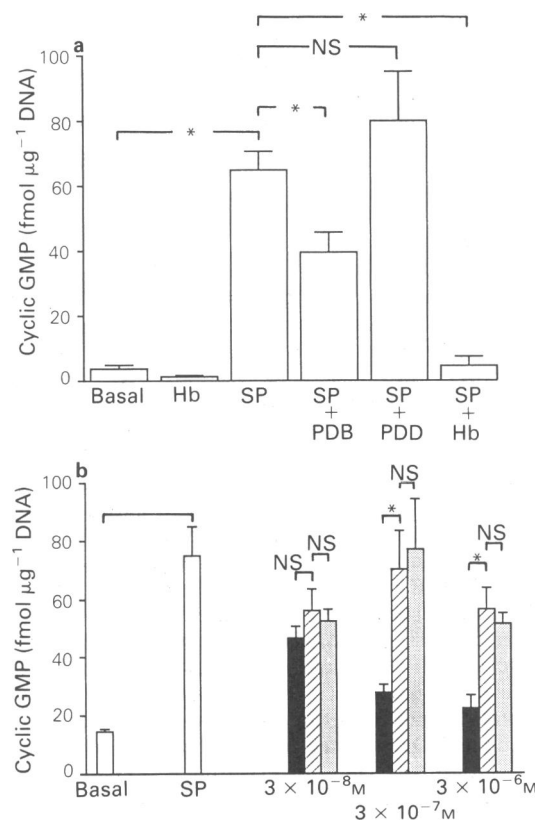 *
a
NS
100
*
*
80
60
40
20
0
Cyclic GMP (fmol μg⁻¹ DNA)
Basal Hb SP SP SP SP
+ + +
PDB PDD Hb
b
100
NS
*
NS
80
NS
NS
*
60
40
20
0
Cyclic GMP (fmol μg⁻¹ DNA)
Basal SP 3 × 10⁻⁸M 3 × 10⁻⁶M
3 × 10⁻⁷M